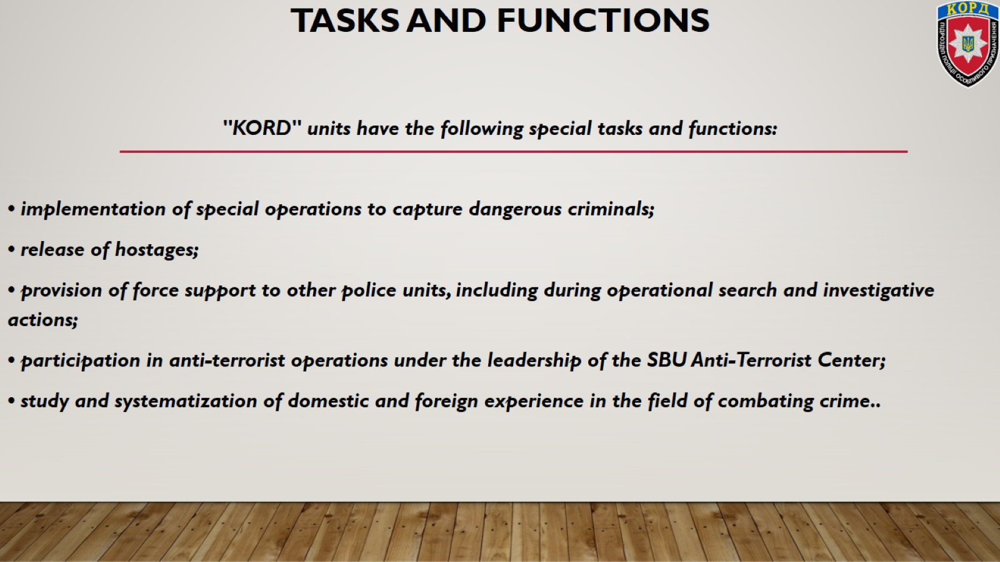 TASKS AND FUNCTIONS
КОРД
ПІДРОЗДІЛ ПОЛІЦІЇ ОСОБЛИВОГО ПРИЗНАЧЕННЯ
"KORD" units have the following special tasks and functions:
• implementation of special operations to capture dangerous criminals;
• release of hostages;
• provision of force support to other police units, including during operational search and investigative
actions;
• participation in anti-terrorist operations under the leadership of the SBU Anti-Terrorist Center;
• study and systematization of domestic and foreign experience in the field of combating crime..